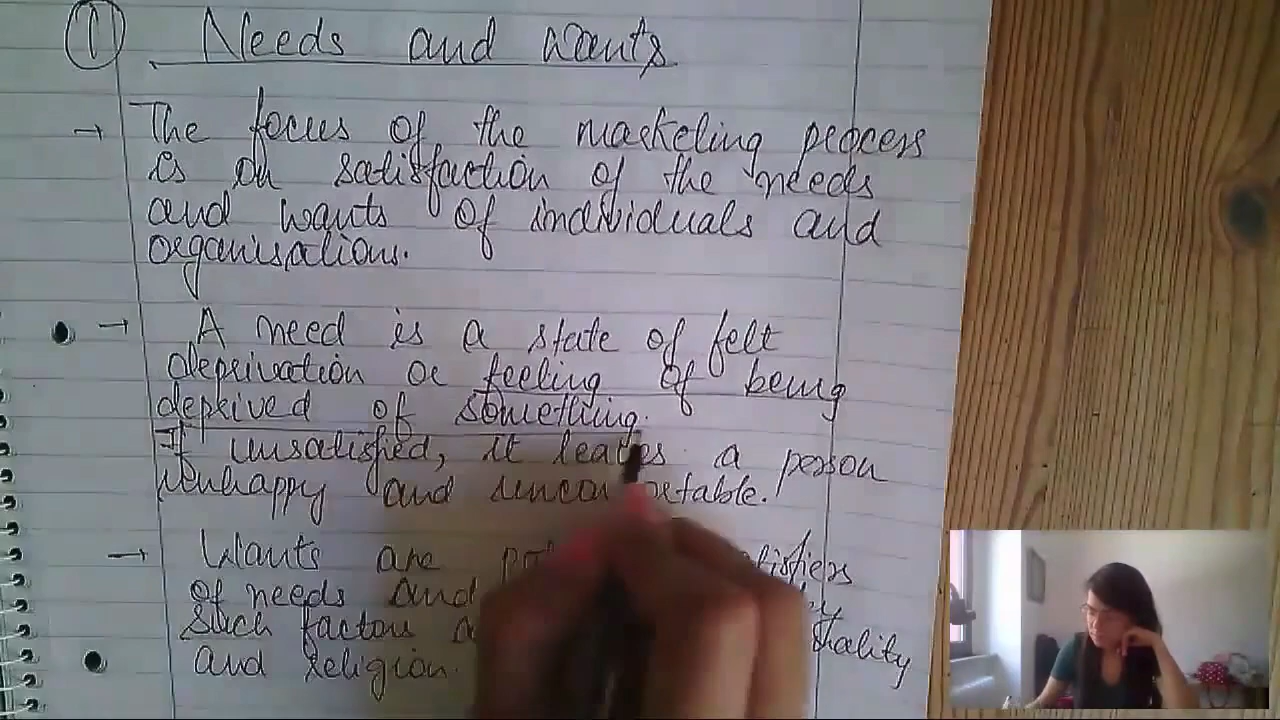 ① Needs and wants
→ The focus of the marketing process
is on satisfaction of the needs
and wants of individuals and
organisations.
→ A need is a state of felt
deprivation or feeling of being
deprived of something.
If unsatisfied, it leaves a person
unhappy and
→ Wants are
of needs and
such factors
and religion.